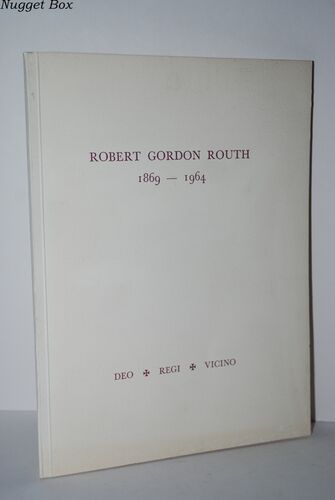 Nugget Box
ROBERT GORDON ROUTH
1869 — 1964
DEO ✠ REGI ✠ VICINO